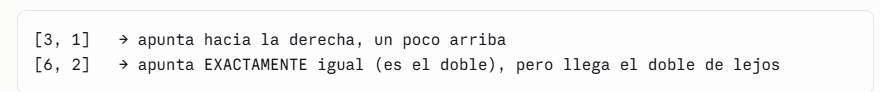 [3, 1]   → apunta hacia la derecha, un poco arriba
[6, 2]   → apunta EXACTAMENTE igual (es el doble), pero llega el doble de lejos